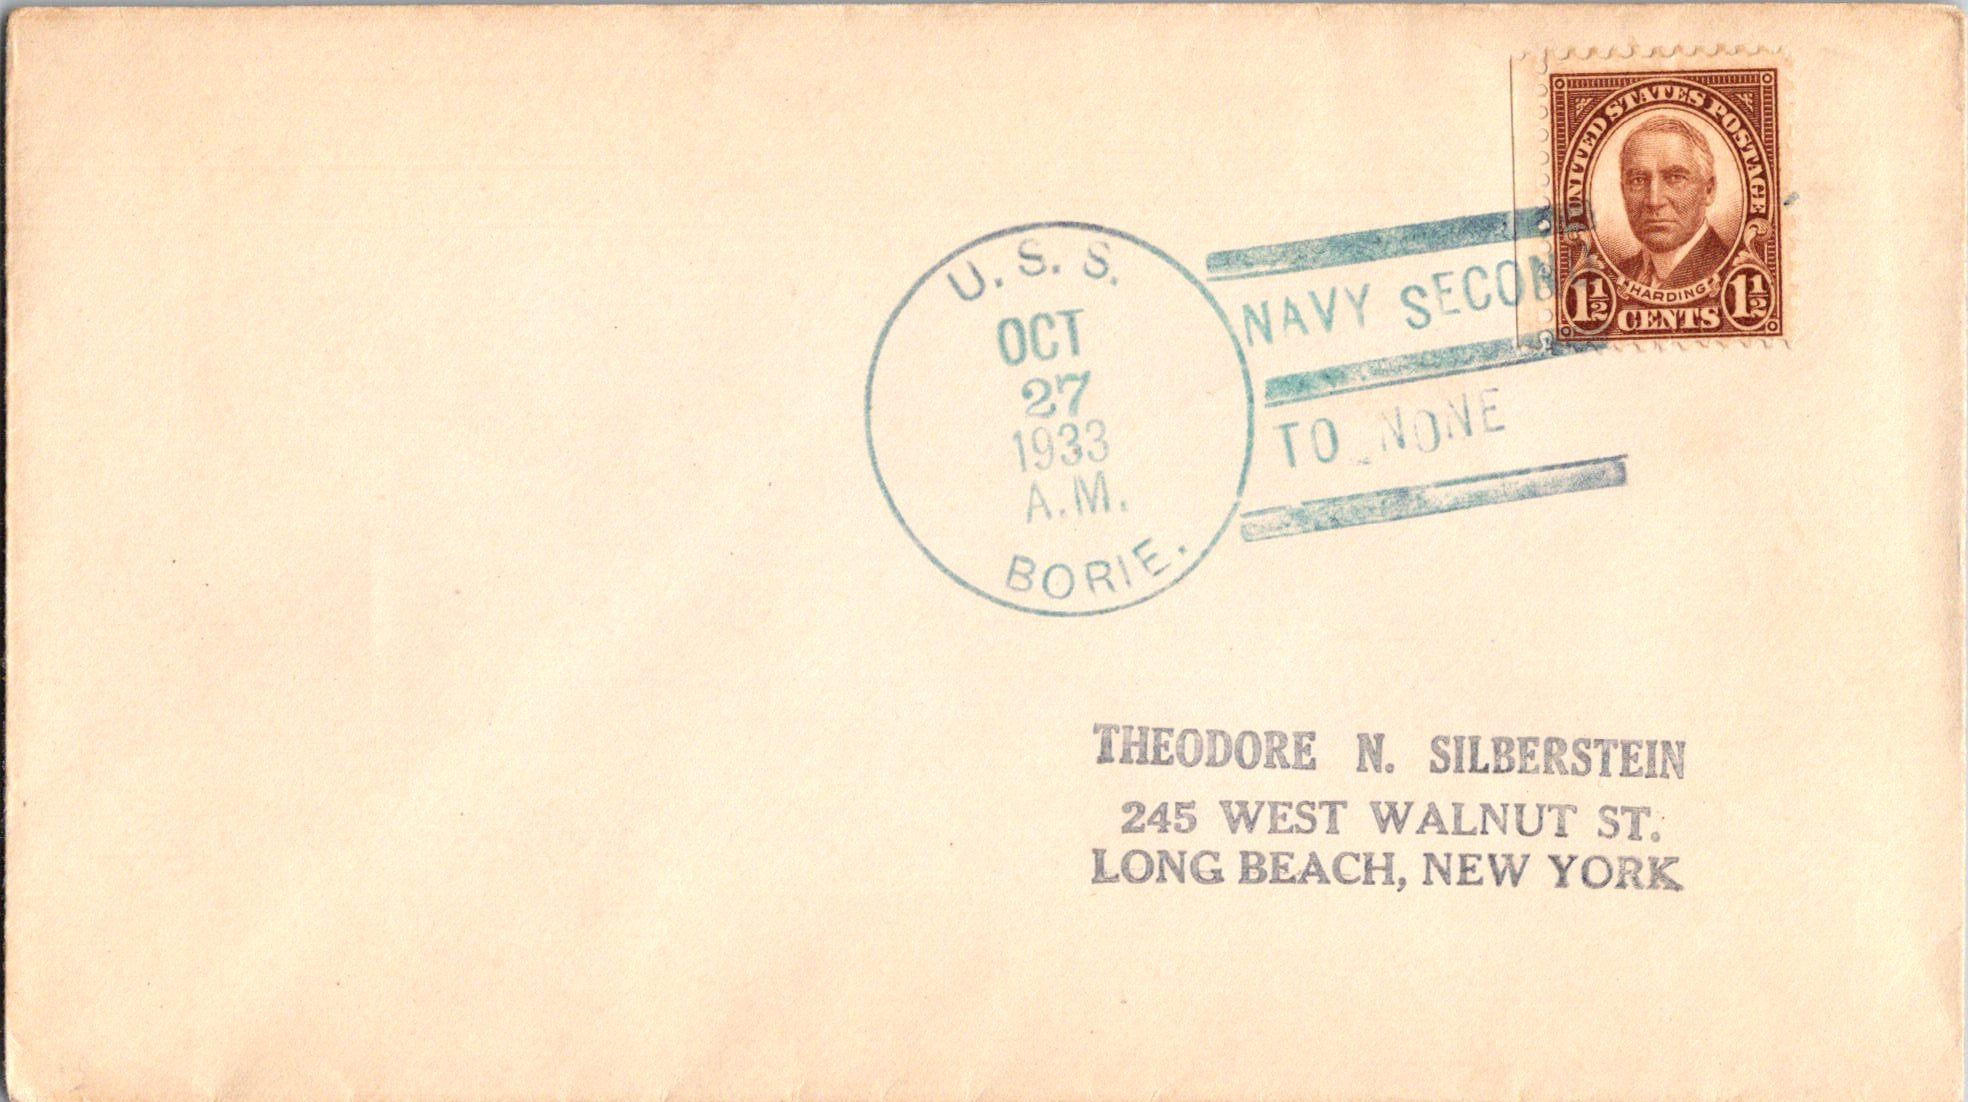 UNITED STATES POSTAGE
HARDING
1½ 1½
CENTS
U. S. S.
OCT
27
1933
A.M.
BORIE.
NAVY SECOND
TO NONE
THEODORE N. SILBERSTEIN
245 WEST WALNUT ST.
LONG BEACH, NEW YORK